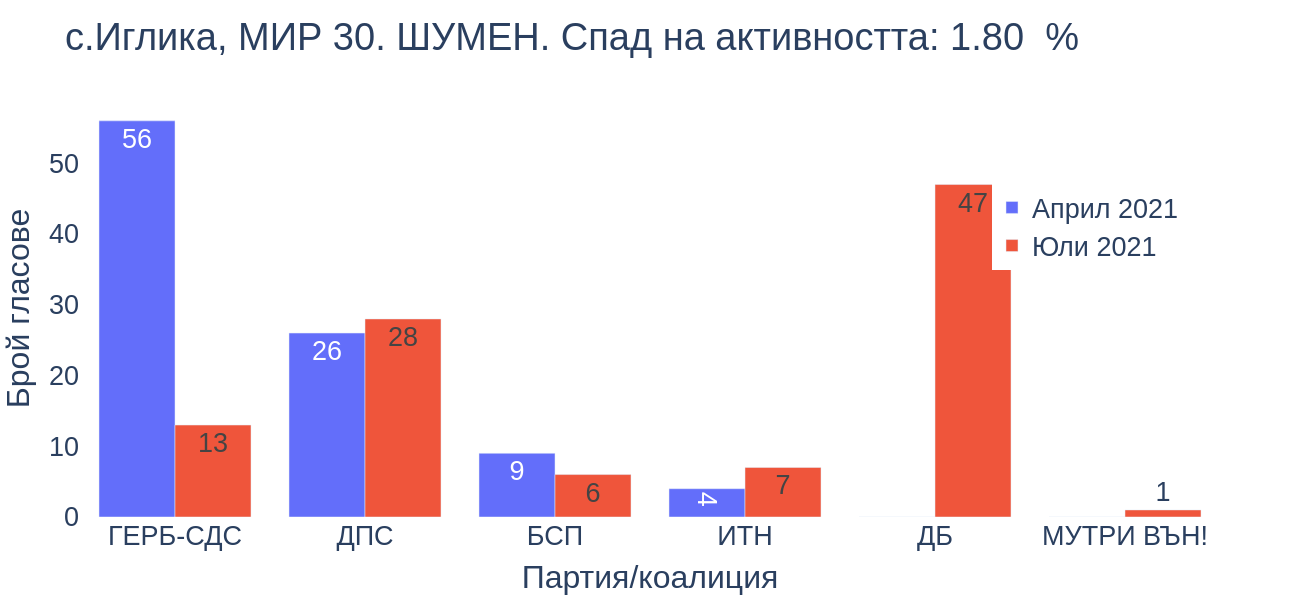 с.Иглика, МИР 30. ШУМЕН. Спад на активността: 1.80 %
Брой гласове
50
40
30
20
10
0
56
13
26
28
9
6
4
7
47
1
Април 2021
Юли 2021
ГЕРБ-СДС
ДПС
БСП
ИТН
ДБ
МУТРИ ВЪН!
Партия/коалиция